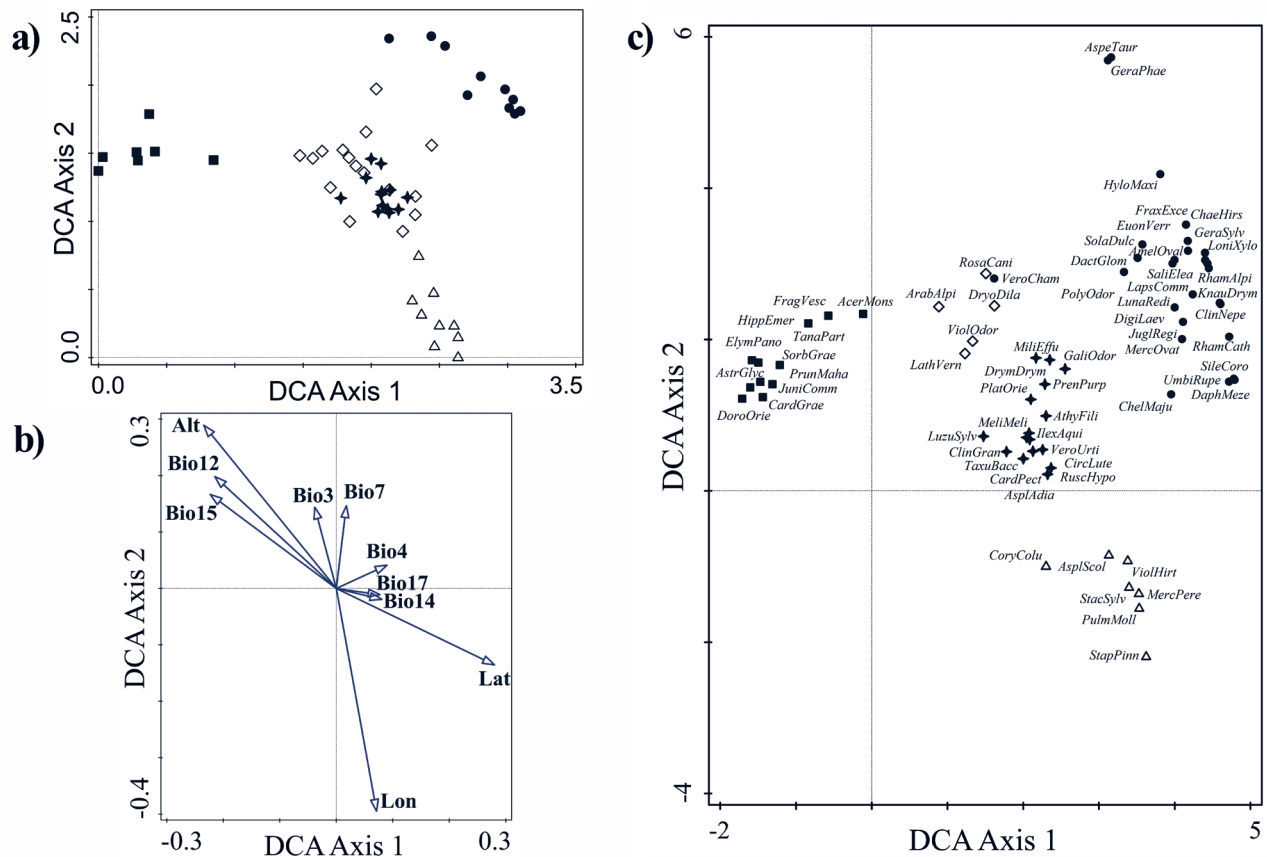 a)
2.5
DCA Axis 2
0.0
0.0
DCA Axis 1
3.5
b)
0.3
Alt
Bio12
Bio15
Bio3
Bio7
Bio4
Bio17
Bio14
Lat
Lon
DCA Axis 2
-0.4
-0.3
DCA Axis 1
0.3
c)
6
DCA Axis 2
-4
-2
DCA Axis 1
5
AspeTaur
GeraPhae
HyloMaxi
FraxExce
ChaeHirs
EuonVerr
GeraSylv
SolaDulc
AmelOval
LoniXylo
DactGlom
SaliElea
RhamAlpi
PolyOdor
LapsComm
KnauDrym
LunaRedi
ClinNepe
DigiLaev
JuglRegi
MercOvat
RhamCath
SileCoro
UmbiRupe
DaphMeze
ChelMaju
RosaCani
VeroCham
ArabAlpi
DryoDila
ViolOdor
LathVern
FragVesc
AcerMons
HippEmer
TanaPart
ElymPano
SorbGrae
AstrGlyc
PrunMaha
JuniComm
CardGrae
DoroOrie
MiliEffu
GaliOdor
DrymDrym
PrenPurp
PlatOrie
AthyFili
MeliMeli
IlexAqui
LuzuSylv
ClinGran
VeroUrti
TaxuBacc
CircLute
CardPect
RuscHypo
AsplAdia
CoryColu
AsplScol
ViolHirt
StacSylv
MercPere
PulmMoll
StapPinn